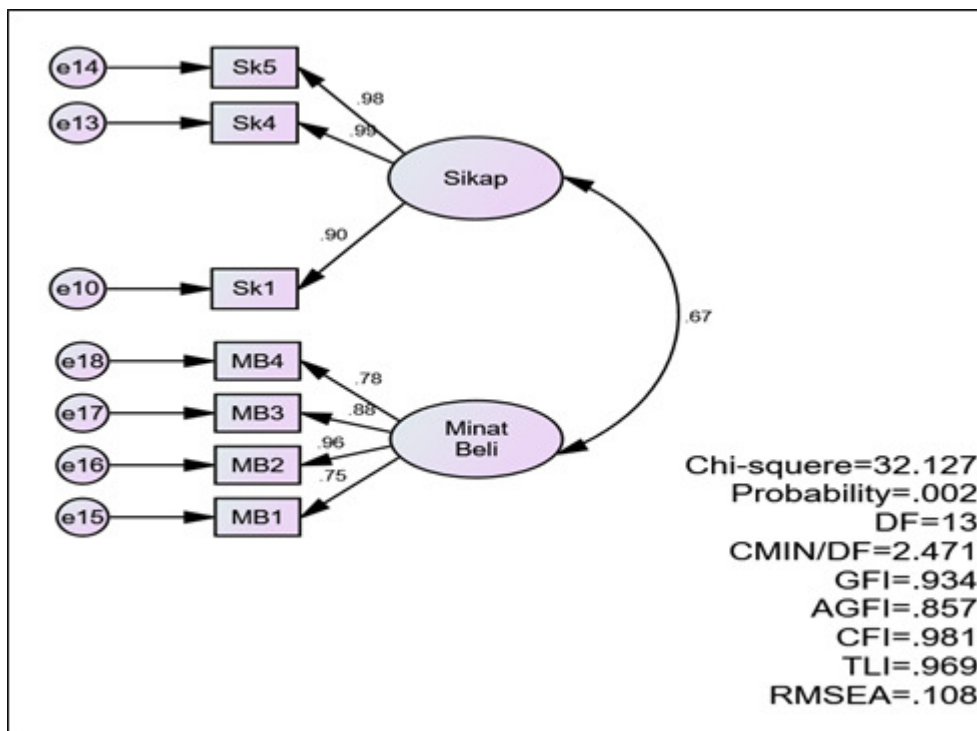 e14
Sk5
.98
e13
Sk4
.99
Sikap
.90
e10
Sk1
.67
e18
MB4
.78
e17
MB3
.88
Minat
Beli
e16
MB2
.96
e15
MB1
.75
Chi-squere=32.127
Probability=.002
DF=13
CMIN/DF=2.471
GFI=.934
AGFI=.857
CFI=.981
TLI=.969
RMSEA=.108